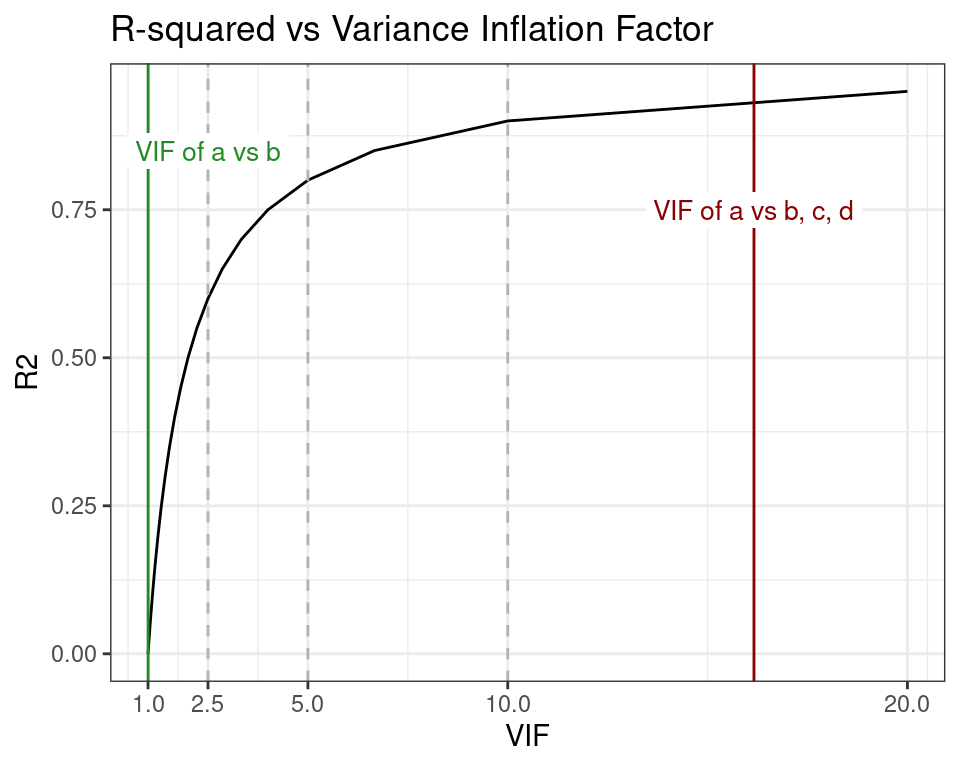 R-squared vs Variance Inflation Factor
VIF of a vs b
VIF of a vs b, c, d
R2
0.75
0.50
0.25
0.00
1.0 2.5 5.0 10.0 20.0
VIF